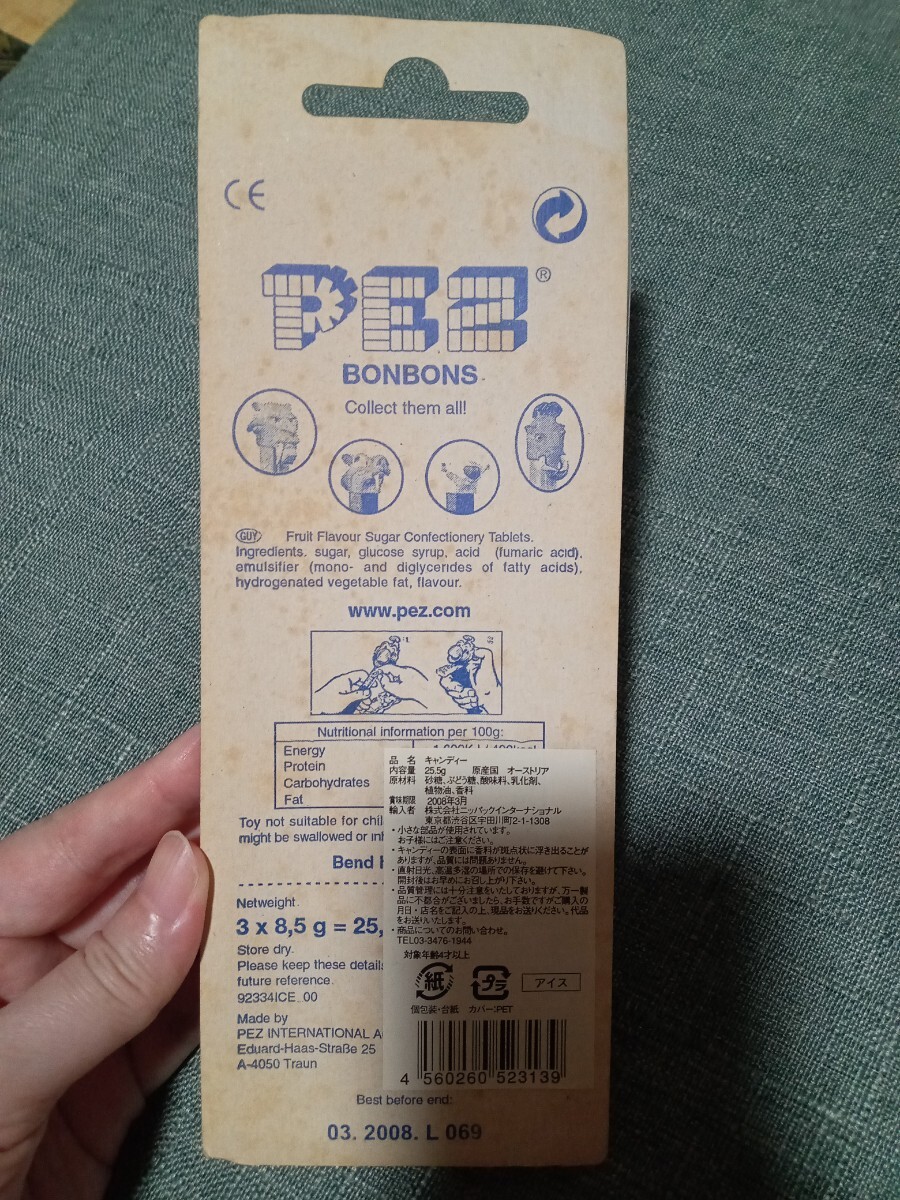 CE
PEZ®
BONBONS
Collect them all!
GUY Fruit Flavour Sugar Confectionery Tablets.
Ingredients. sugar, glucose syrup, acid (fumaric acid),
emulsifier (mono- and diglycerides of fatty acids),
hydrogenated vegetable fat, flavour.
www.pez.com
Nutritional information per 100g:
Energy
Protein
Carbohydrates
Fat
Toy not suitable for
might be swallowed or
Bend
Netweight.
3 x 8,5 g = 25,
Store dry.
Please keep these details
future reference.
92334ICE_00
Made by
PEZ INTERNATIONAL
Eduard-Haas-Straße 25
A-4050 Traun
Best before end:
03. 2008. L 069
品 名 キャンディー
内容量 25.5g 原産国 オーストリア
原材料 砂糖、ぶどう糖、酸味料、乳化剤、
植物油、香料
賞味期限 2008年3月
輸入者 株式会社ニッパックインターナショナル
東京都渋谷区宇田川町2-1-1308
・小さな部品が使用されています。
お子様にはご注意ください。
・キャンディーの表面に香料が斑点状に浮き出ることが
ありますが、品質には問題ありません。
・直射日光、高温多湿の場所での保存を避けて下さい。
開封後はお早めにお召し上がり下さい。
・品質管理には十分注意をいたしておりますが、万一製
品に不都合がございましたら、お手数ですがご購入の
月日・店名をご記入の上、現品をお送りください。代品
をお送りいたします。
・商品についてのお問い合わせ。
TEL03-3476-1944
対象年齢4才以上
紙 プラ アイス
個包装・台紙 カバー:PET
4 560260 523139